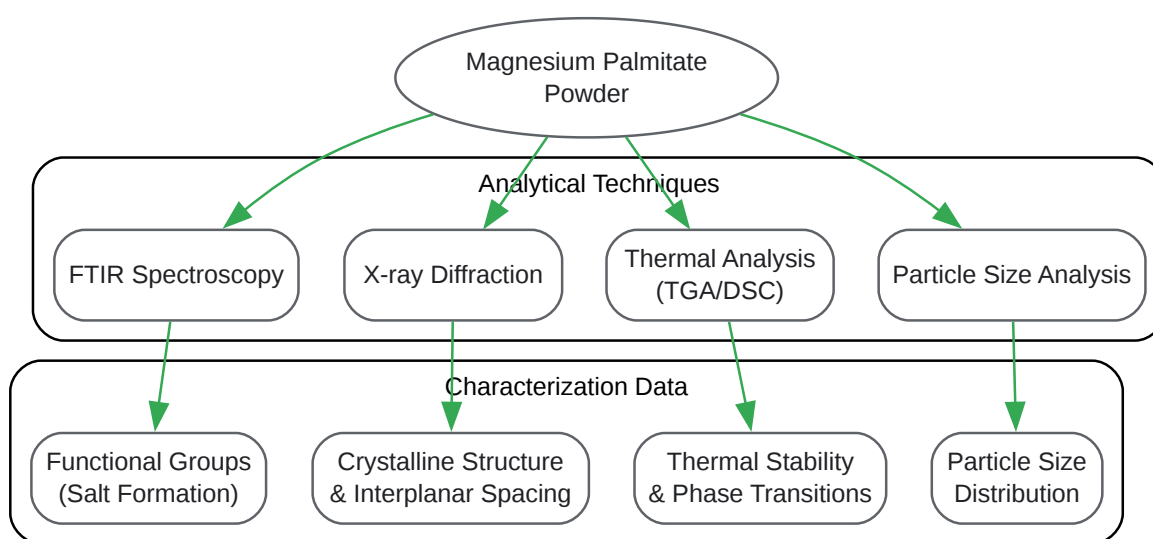 Magnesium Palmitate
Powder
Analytical Techniques
FTIR Spectroscopy
X-ray Diffraction
Thermal Analysis
(TGA/DSC)
Particle Size Analysis
Characterization Data
Functional Groups
(Salt Formation)
Crystalline Structure
& Interplanar Spacing
Thermal Stability
& Phase Transitions
Particle Size
Distribution